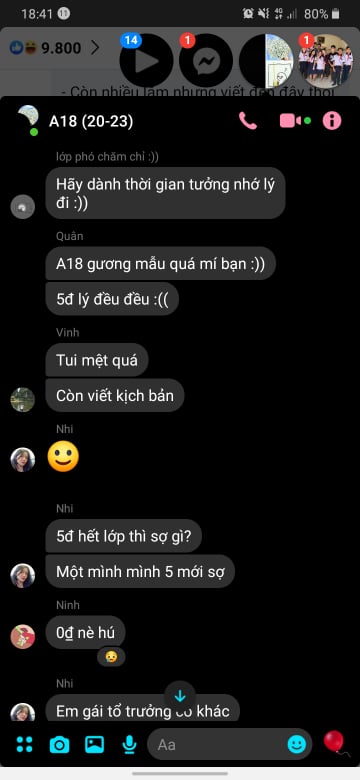 18:41
80%
9.800
14
1
1
- Còn nhiều lắm nhưng viết đến đây thôi
A18 (20-23)
lớp phó chăm chỉ :))
Hãy dành thời gian tưởng nhớ lý
đi :))
Quân
A18 gương mẫu quá mí bạn :))
5đ lý đều đều :((
Vinh
Tui mệt quá
Còn viết kịch bản
Nhi
Nhi
5đ hết lớp thì sợ gì?
Một mình mình 5 mới sợ
Ninh
0₫ nè hú
Nhi
Em gái tổ trưởng có khác
Aa